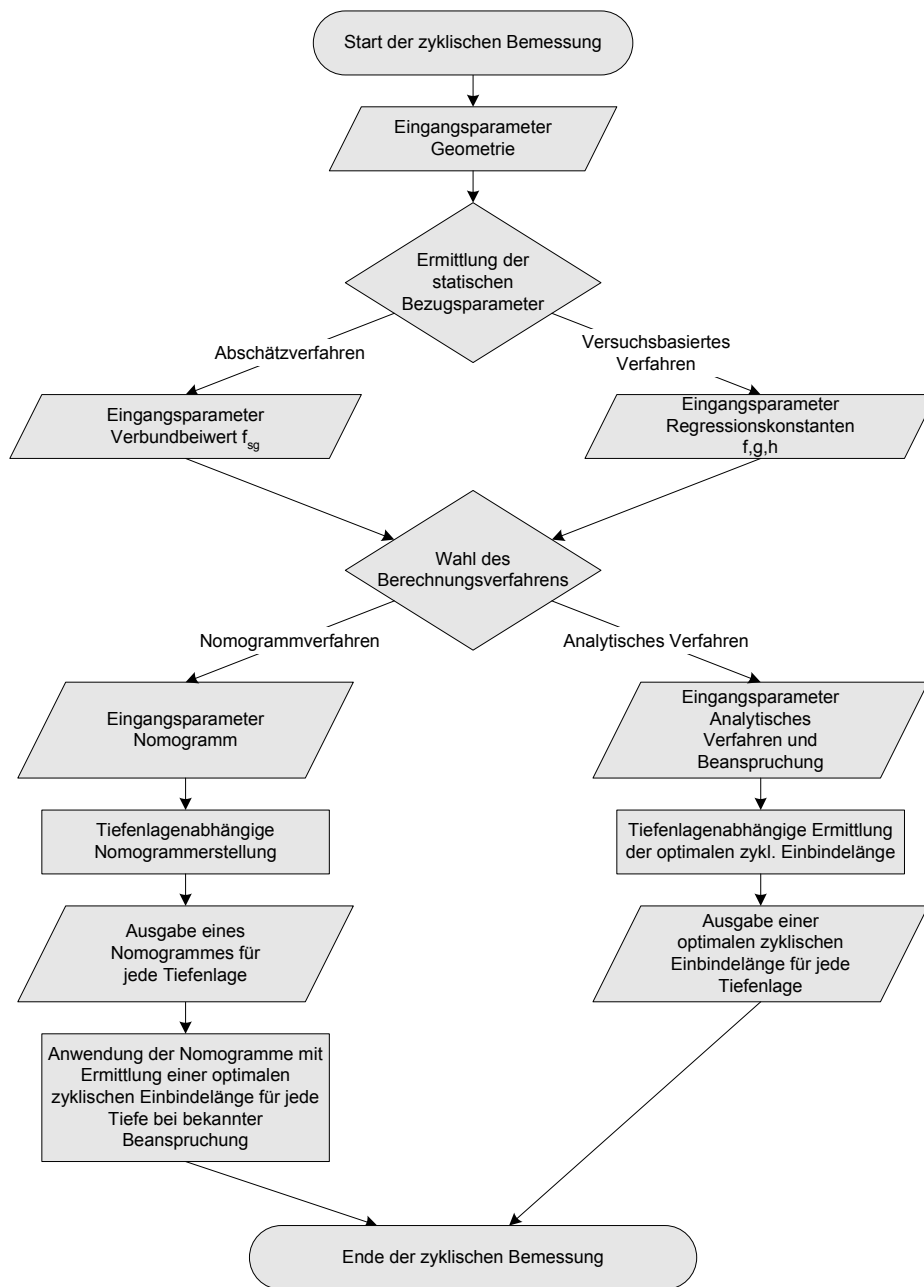 Start der zyklischen Bemessung
Eingangsparameter
Geometrie
Ermittlung der
statischen
Bezugsparameter
Abschätzverfahren
Versuchsbasiertes
Verfahren
Eingangsparameter
Verbundbeiwert fsg
Eingangsparameter
Regressionskonstanten
f,g,h
Wahl des
Berechnungsverfahrens
Nomogrammverfahren
Analytisches Verfahren
Eingangsparameter
Nomogramm
Eingangsparameter
Analytisches
Verfahren und
Beanspruchung
Tiefenlagenabhängige
Nomogrammerstellung
Tiefenlagenabhängige Ermittlung
der optimalen zykl. Einbindelänge
Ausgabe eines
Nomogrammes für
jede Tiefenlage
Ausgabe einer
optimalen zyklischen
Einbindelänge für jede
Tiefenlage
Anwendung der Nomogramme mit
Ermittlung einer optimalen
zyklischen Einbindelänge für jede
Tiefe bei bekannter
Beanspruchung
Ende der zyklischen Bemessung